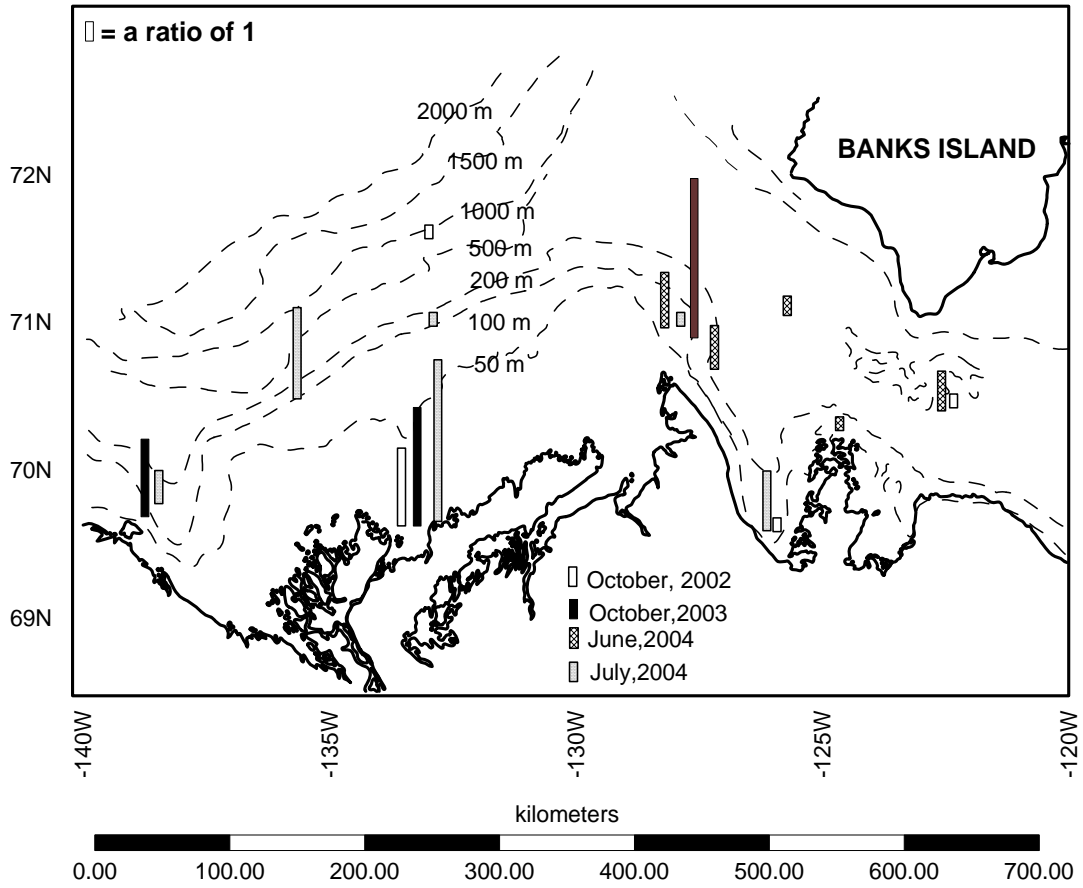 = a ratio of 1
2000 m
BANKS ISLAND
1500 m
72N
1000 m
500 m
200 m
71N
100 m
50 m
70N
October, 2002
October,2003
69N
June,2004
July,2004
-140W
-135W
-130W
-125W
-120W
kilometers
0.00 100.00 200.00 300.00 400.00 500.00 600.00 700.00